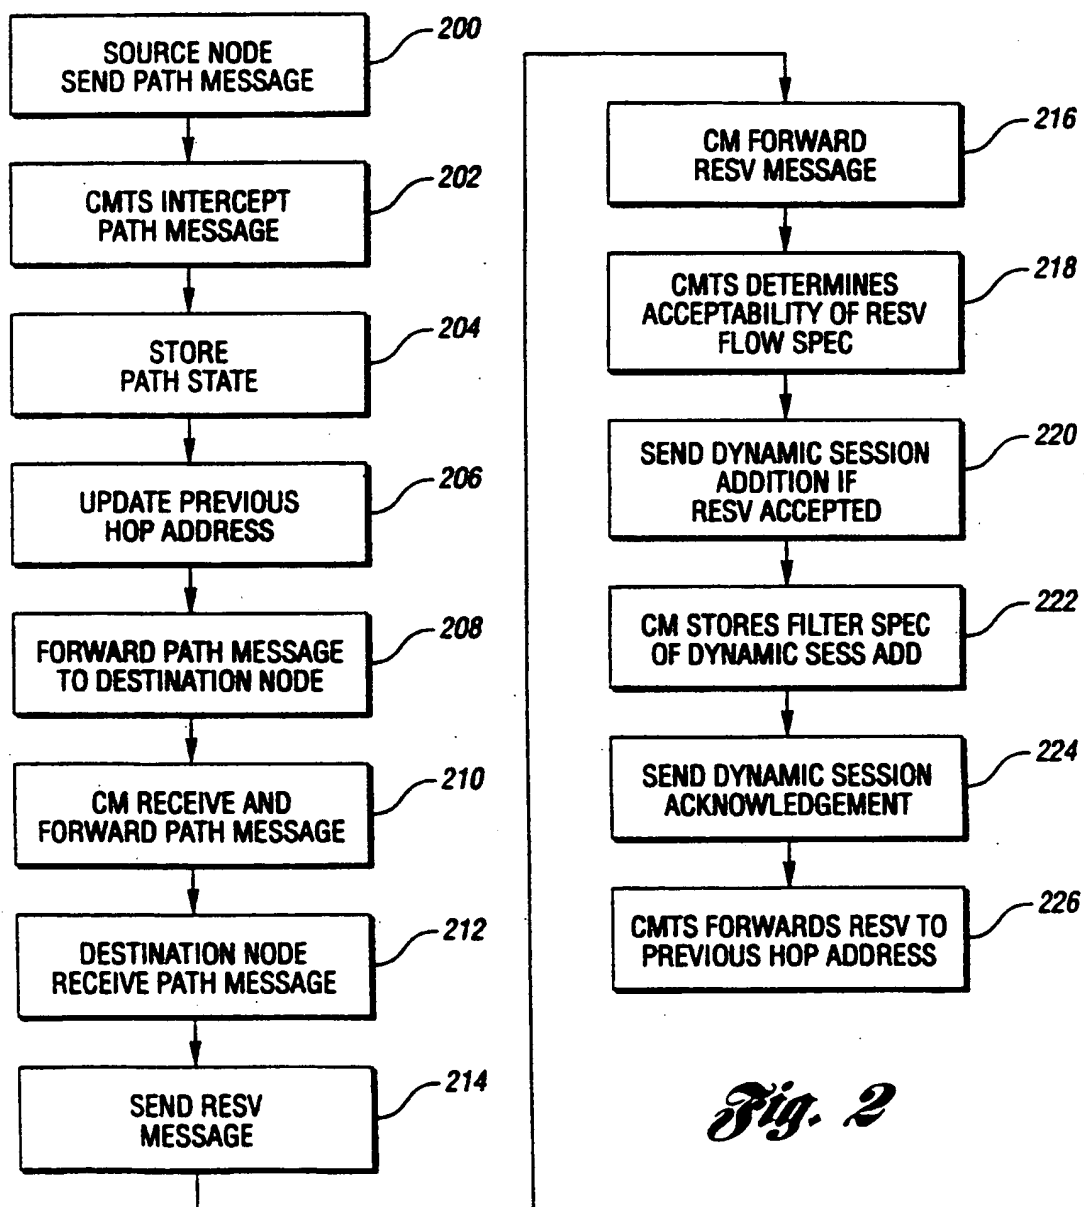 SOURCE NODE
SEND PATH MESSAGE
200
CMTS INTERCEPT
PATH MESSAGE
202
STORE
PATH STATE
204
UPDATE PREVIOUS
HOP ADDRESS
206
FORWARD PATH MESSAGE
TO DESTINATION NODE
208
CM RECEIVE AND
FORWARD PATH MESSAGE
210
DESTINATION NODE
RECEIVE PATH MESSAGE
212
SEND RESV
MESSAGE
214
CM FORWARD
RESV MESSAGE
216
CMTS DETERMINES
ACCEPTABILITY OF RESV
FLOW SPEC
218
SEND DYNAMIC SESSION
ADDITION IF
RESV ACCEPTED
220
CM STORES FILTER SPEC
OF DYNAMIC SESS ADD
222
SEND DYNAMIC SESSION
ACKNOWLEDGEMENT
224
CMTS FORWARDS RESV TO
PREVIOUS HOP ADDRESS
226
Fig. 2